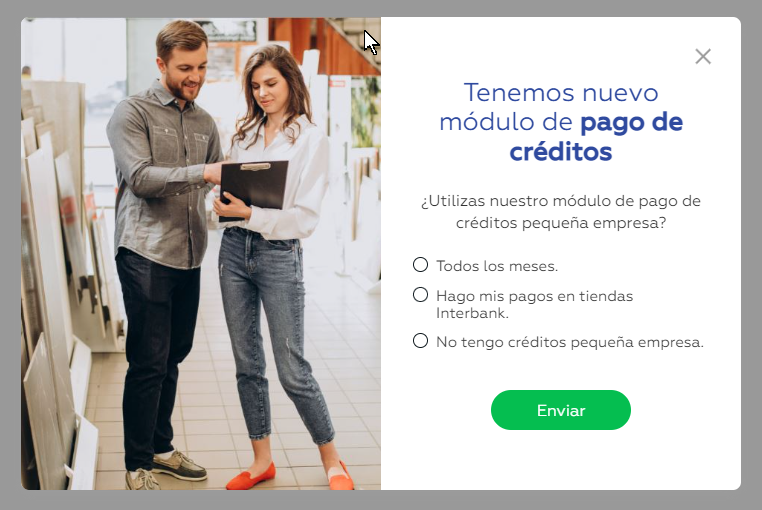 Tenemos nuevo
módulo de pago de
créditos
¿Utilizas nuestro módulo de pago de
créditos pequeña empresa?
Todos los meses.
Hago mis pagos en tiendas
Interbank.
No tengo créditos pequeña empresa.
Enviar